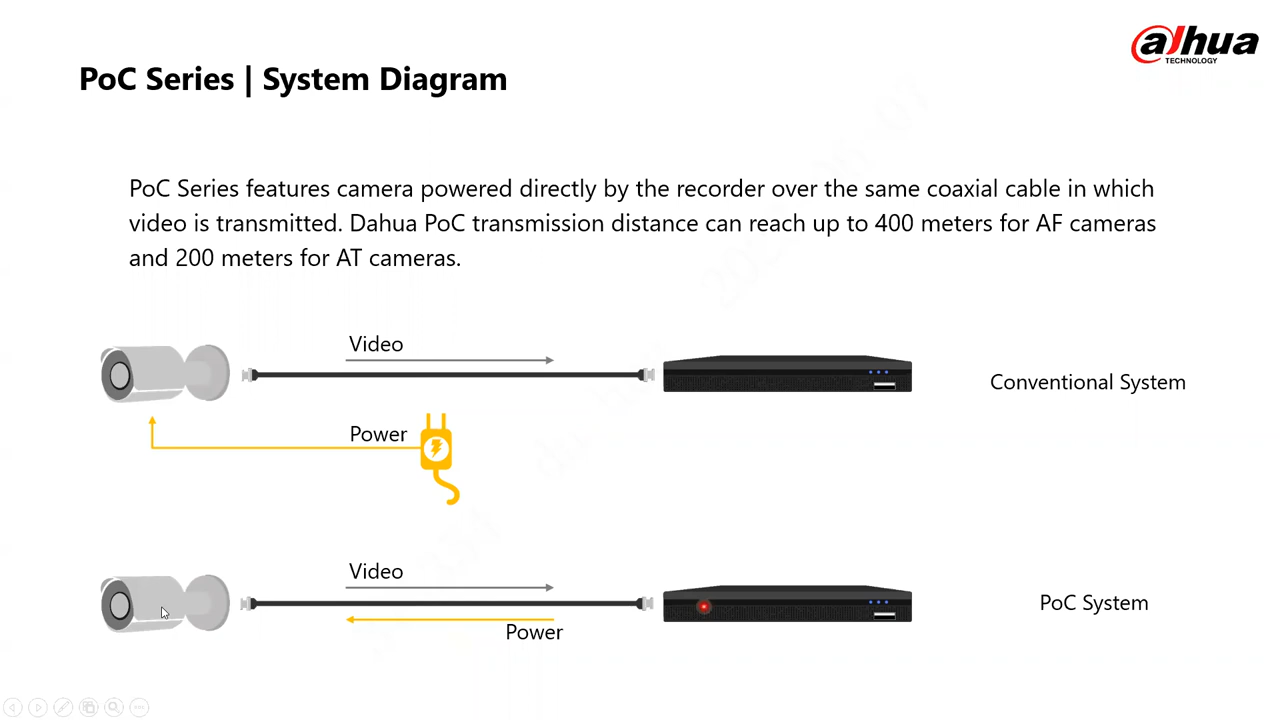 alhua
TECHNOLOGY
PoC Series | System Diagram
PoC Series features camera powered directly by the recorder over the same coaxial cable in which
video is transmitted. Dahua PoC transmission distance can reach up to 400 meters for AF cameras
and 200 meters for AT cameras.
Video
Conventional System
Power
Video
PoC System
Power